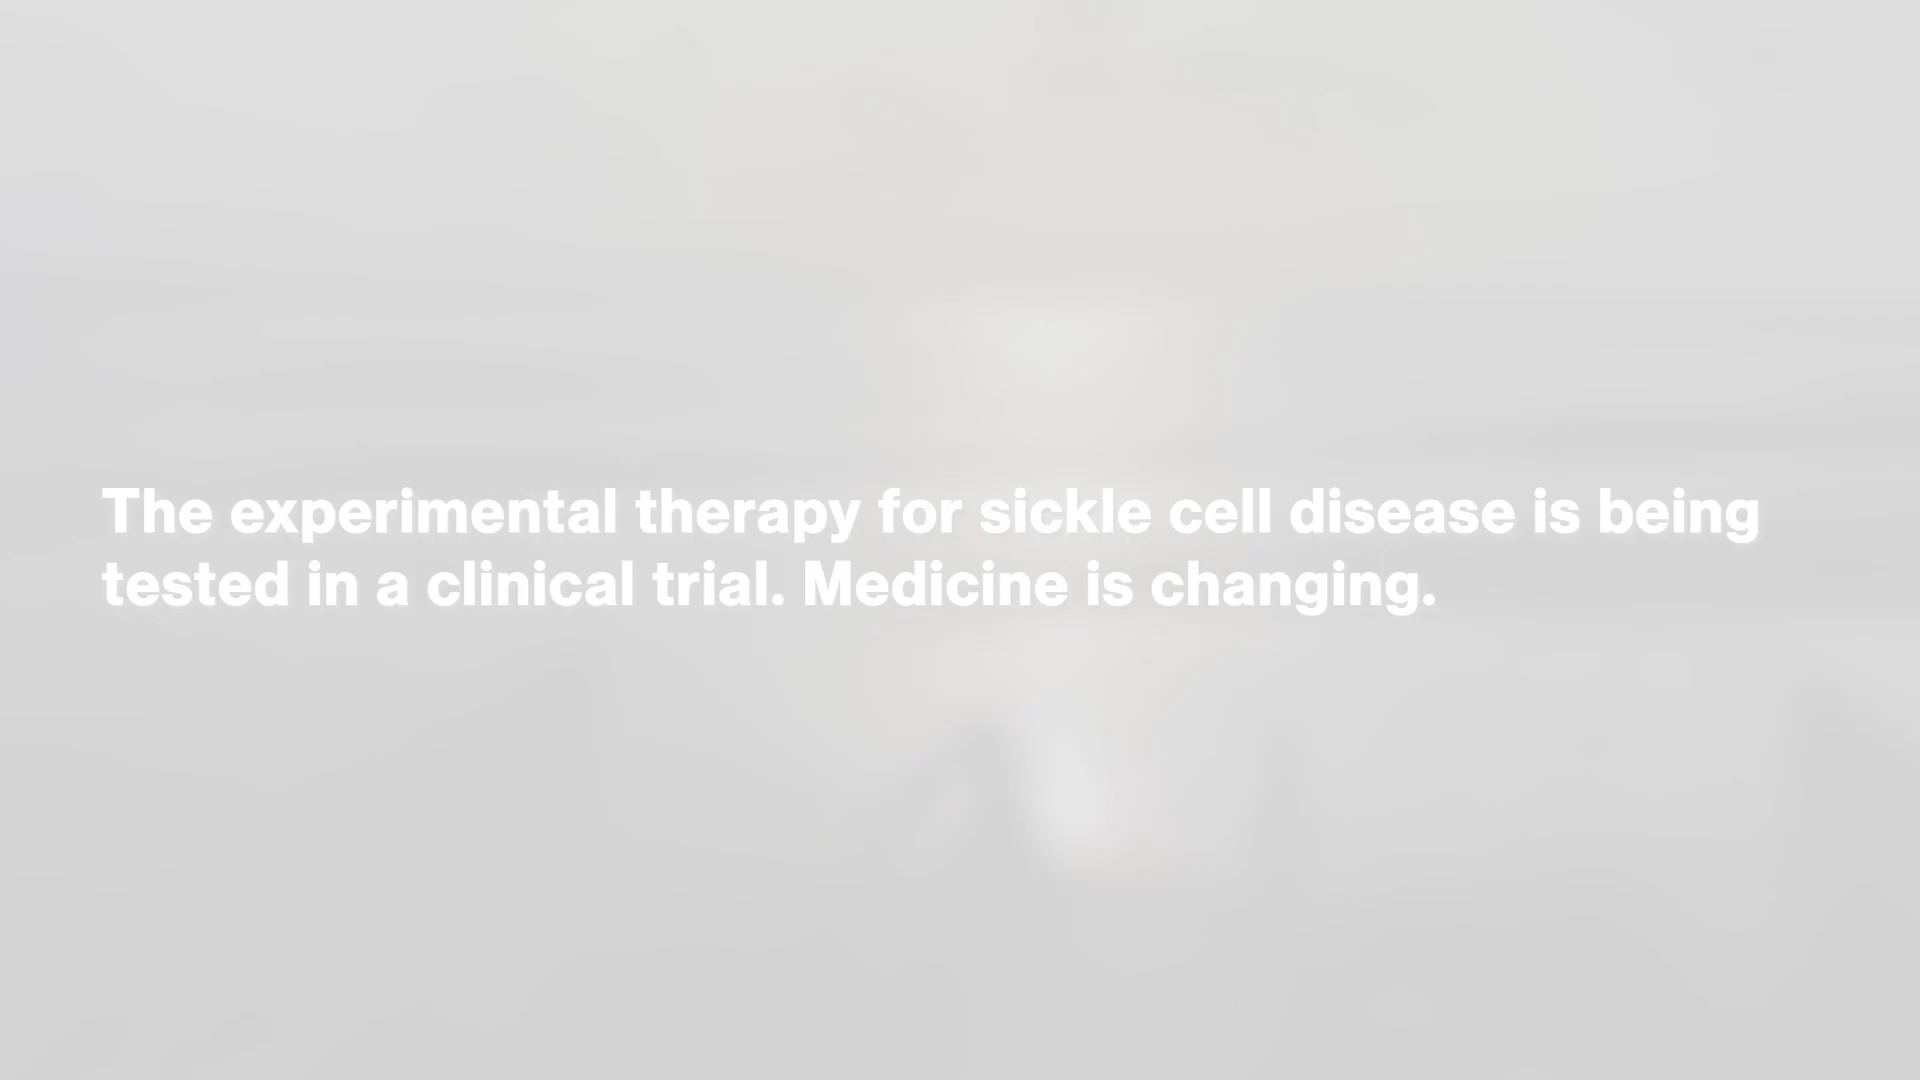 The experimental therapy for sickle cell disease is being
tested in a clinical trial. Medicine is changing.